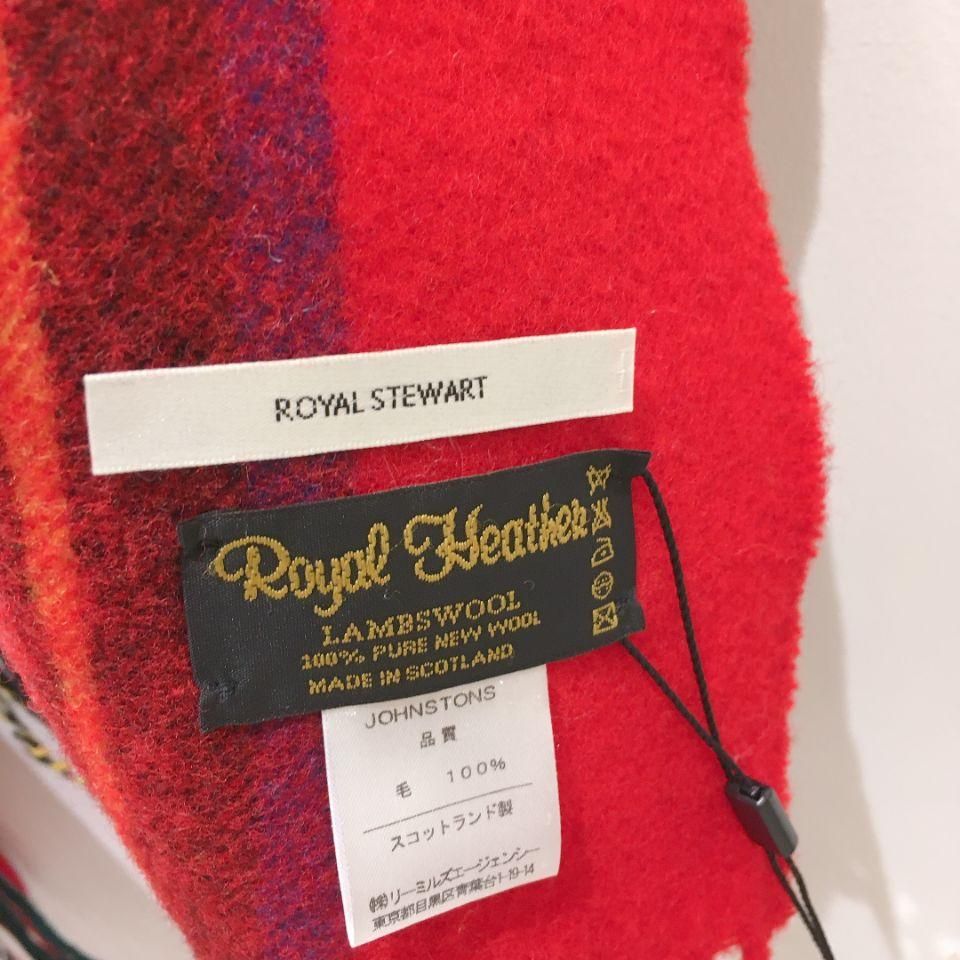 ROYAL STEWART
Royal Heather
LAMBSWOOL
100% PURE NEW WOOL
MADE IN SCOTLAND
JOHNSTONS
品質
毛 100%
スコットランド製
㈱リーミルズエージェンシー
東京都目黒区青葉台1-19-14